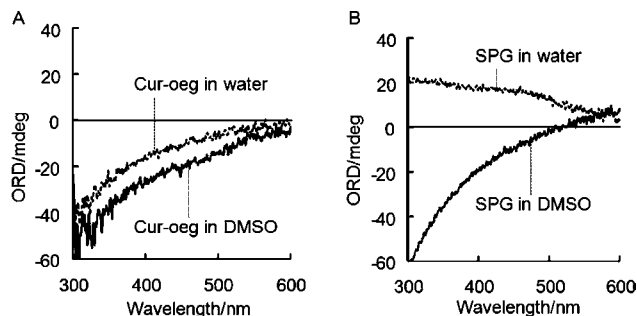 A
40
20
0
-20
-40
-60
ORD/mdeg
Cur-oeg in water
Cur-oeg in DMSO
300 400 500 600
Wavelength/nm
B
60
40
20
0
-20
-40
60
ORD/mdeg
SPG in water
SPG in DMSO
300 400 500 600
Wavelength/nm